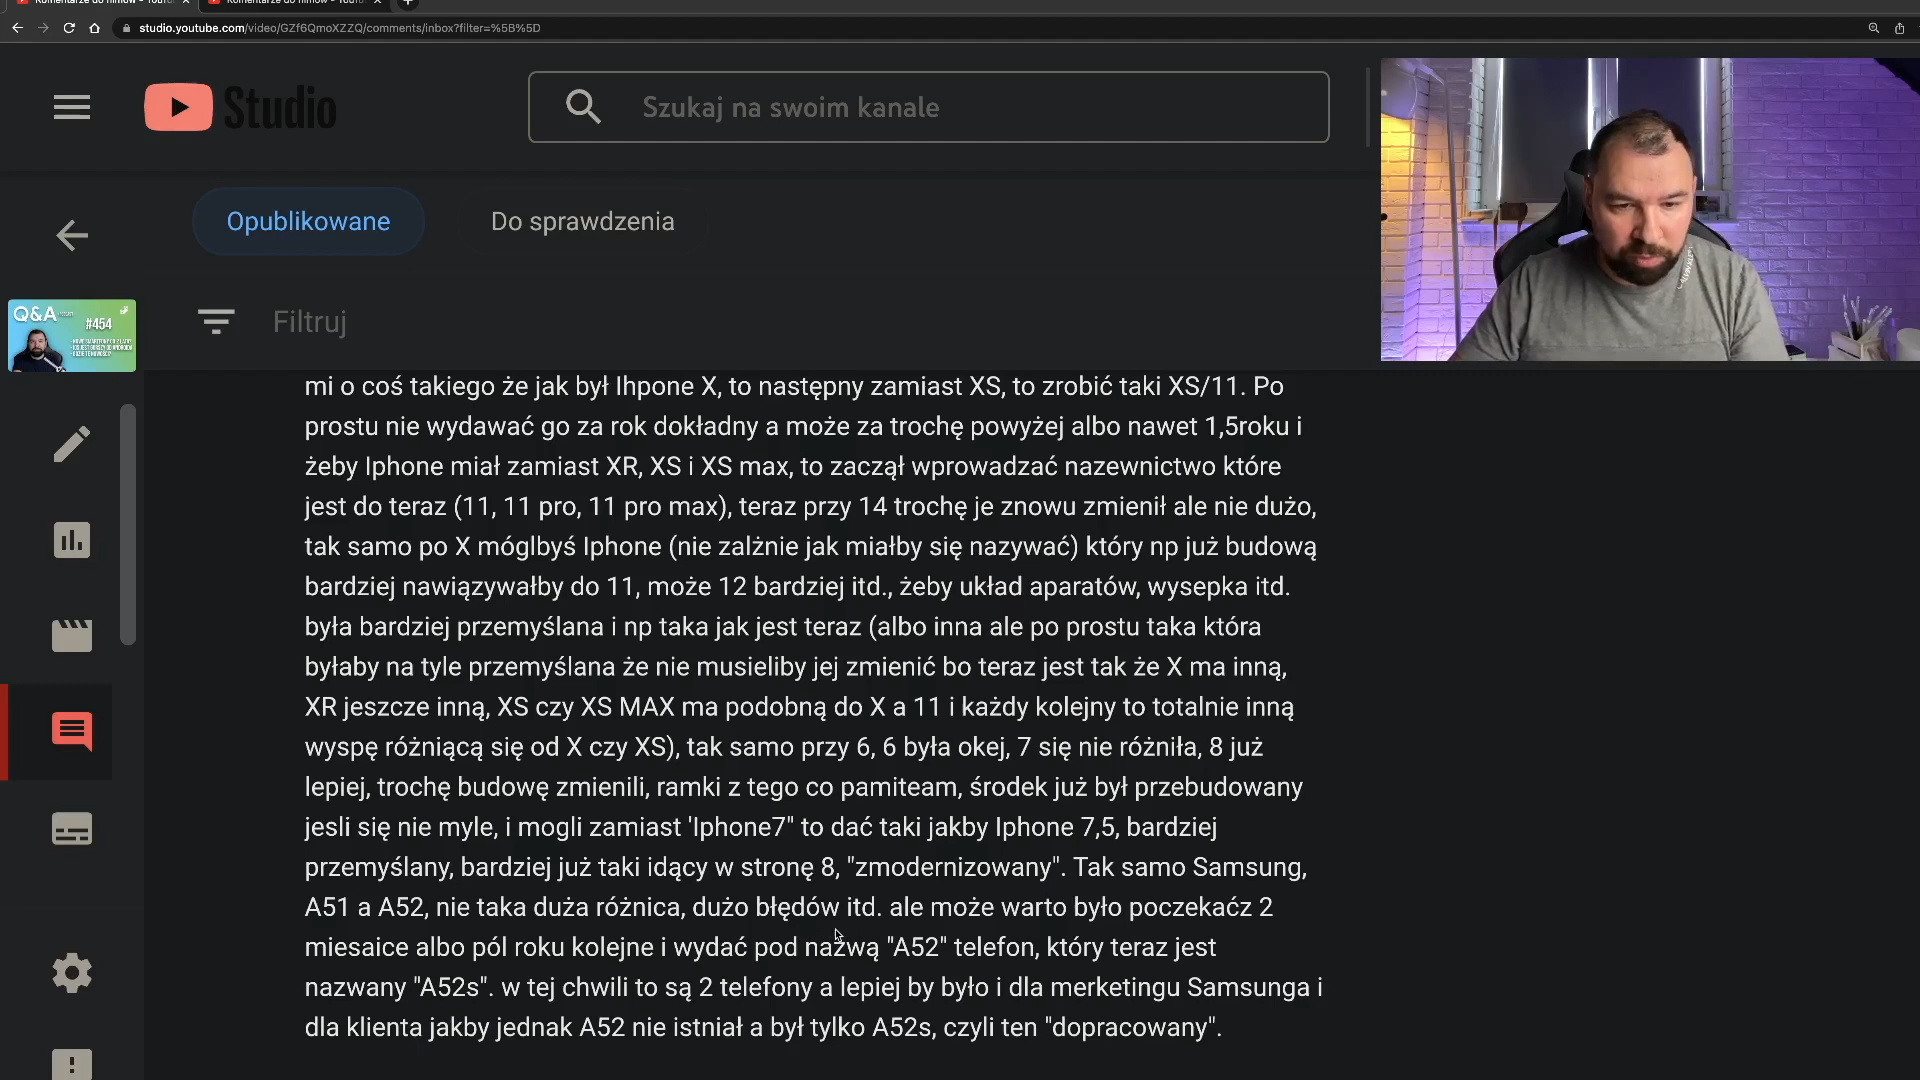 studio.youtube.com/video/GZf6QmoXZZQ/comments/inbox?filter=%5B%5D
Studio
Szukaj na swoim kanale
Opublikowane
Do sprawdzenia
Q&A
#454
Filtruj
mi o coś takiego że jak był Ihpone X, to następny zamiast XS, to zrobić taki XS/11. Po
prostu nie wydawać go za rok dokładny a może za trochę powyżej albo nawet 1,5roku i
żeby Iphone miał zamiast XR, XS i XS max, to zaczął wprowadzać nazewnictwo które
jest do teraz (11, 11 pro, 11 pro max), teraz przy 14 trochę je znowu zmienił ale nie dużo,
tak samo po X móglbyś Iphone (nie zalżnie jak miałby się nazywać) który np już budową
bardziej nawiązywałby do 11, może 12 bardziej itd., żeby układ aparatów, wysepka itd.
była bardziej przemyślana i np taka jak jest teraz (albo inna ale po prostu taka która
byłaby na tyle przemyślana że nie musieliby jej zmienić bo teraz jest tak że X ma inną,
XR jeszcze inną, XS czy XS MAX ma podobną do X a 11 i każdy kolejny to totalnie inną
wyspę różniącą się od X czy XS), tak samo przy 6, 6 była okej, 7 się nie różniła, 8 już
lepiej, trochę budowę zmienili, ramki z tego co pamiteam, środek już był przebudowany
jesli się nie myle, i mogli zamiast 'Iphone7" to dać taki jakby Iphone 7,5, bardziej
przemyślany, bardziej już taki idący w stronę 8, "zmodernizowany". Tak samo Samsung,
A51 a A52, nie taka duża różnica, dużo błędów itd. ale może warto było poczekaćz 2
miesaice albo pól roku kolejne i wydać pod nazwą "A52" telefon, który teraz jest
nazwany "A52s". w tej chwili to są 2 telefony a lepiej by było i dla merketingu Samsunga i
dla klienta jakby jednak A52 nie istniał a był tylko A52s, czyli ten "dopracowany".